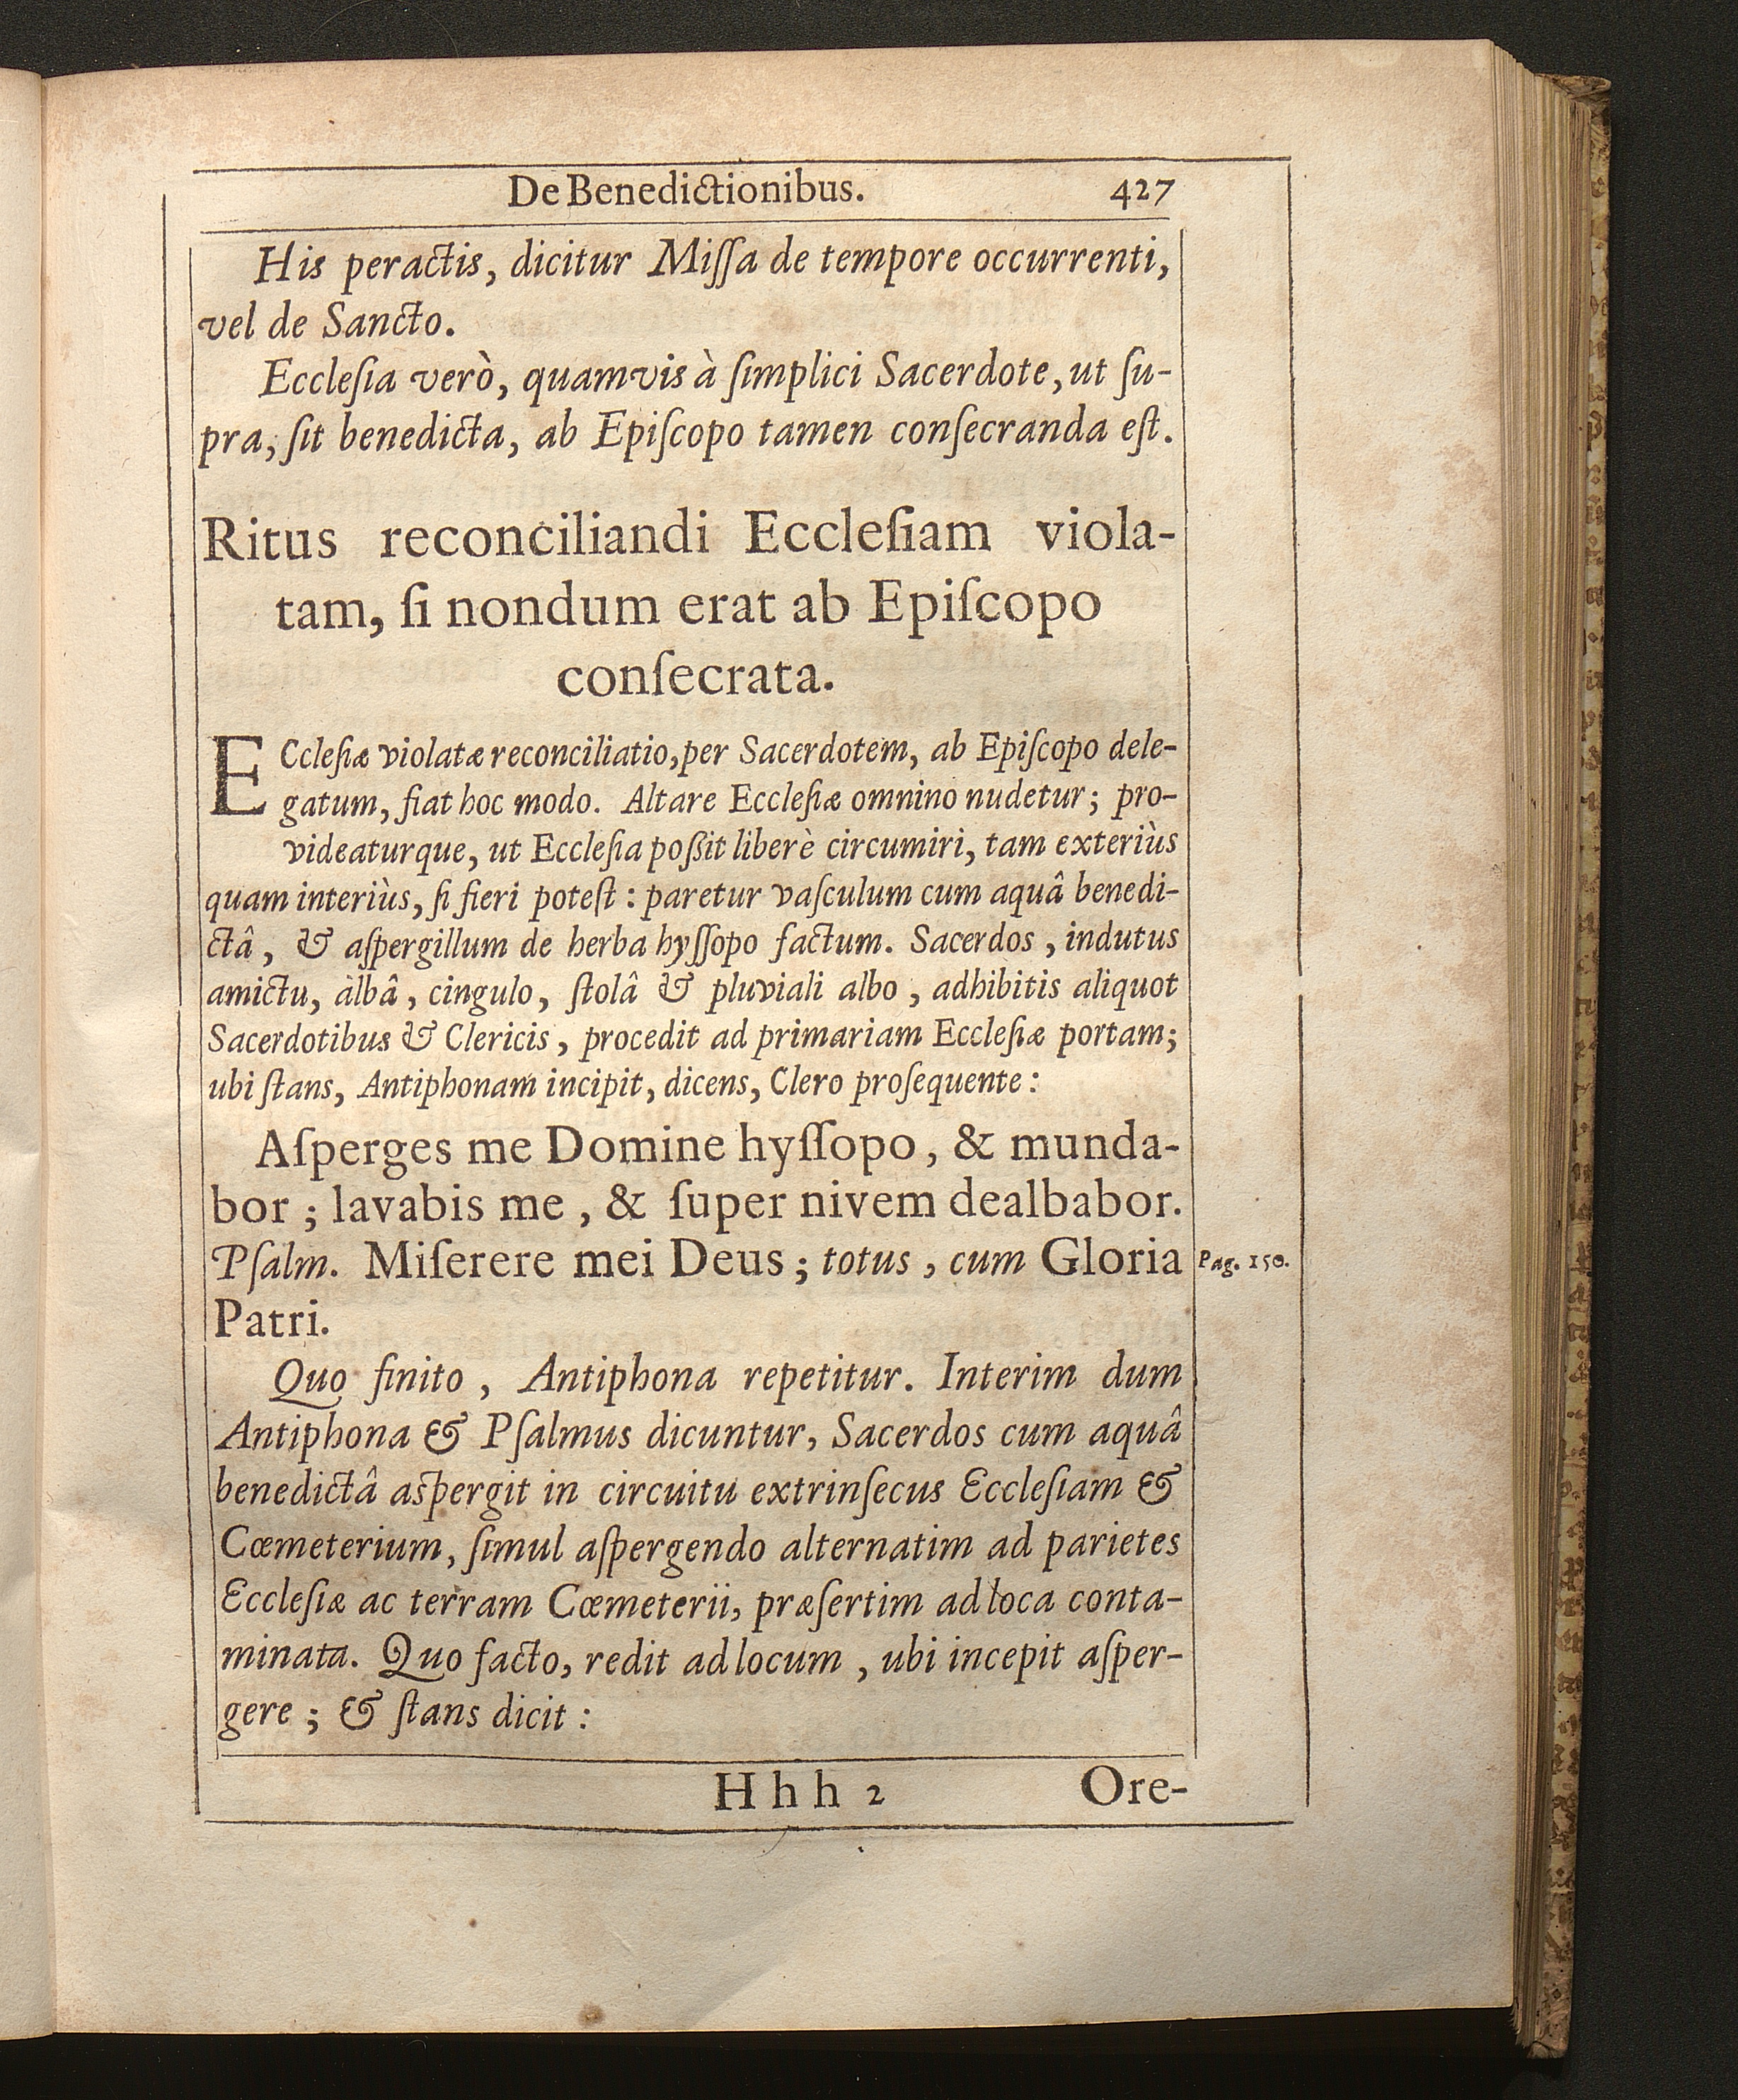 De Benedictionibus. 427
His peractis, dicitur Miſſa de tempore occurrenti,
vel de Sancto.
Eccleſia verò, quamvis à ſimplici Sacerdote, ut ſu-
pra, ſit benedicta, ab Epiſcopo tamen conſecranda eſt.
Ritus reconciliandi Eccleſiam viola-
tam, ſi nondum erat ab Epiſcopo
conſecrata.
ECcleſiæ violatæ reconciliatio, per Sacerdotem, ab Epiſcopo dele-
gatum, fiat hoc modo. Altare Eccleſiæ omnino nudetur; pro-
videaturque, ut Eccleſia poßit liberè circumiri, tam exteriùs
quam interiùs, ſi fieri poteſt: paretur vaſculum cum aquâ benedi-
ctâ, & aſpergillum de herba hyſſopo factum. Sacerdos, indutus
amictu, albâ, cingulo, ſtolâ & pluviali albo, adhibitis aliquot
Sacerdotibus & Clericis, procedit ad primariam Eccleſiæ portam;
ubi ſtans, Antiphonam incipit, dicens, Clero proſequente:
Aſperges me Domine hyſſopo, & munda-
bor; lavabis me, & ſuper nivem dealbabor.
Pſalm. Miſerere mei Deus; totus, cum Gloria Pag. 150.
Patri.
Quo finito, Antiphona repetitur. Interim dum
Antiphona & Pſalmus dicuntur, Sacerdos cum aquâ
benedictâ aſpergit in circuitu extrinſecus Eccleſiam &
Cœmeterium, ſimul aſpergendo alternatim ad parietes
Eccleſiæ ac terram Cœmeterii, præſertim ad loca conta-
minata. Quo facto, redit ad locum, ubi incepit aſper-
gere; & ſtans dicit:
Hhh 2 Ore-